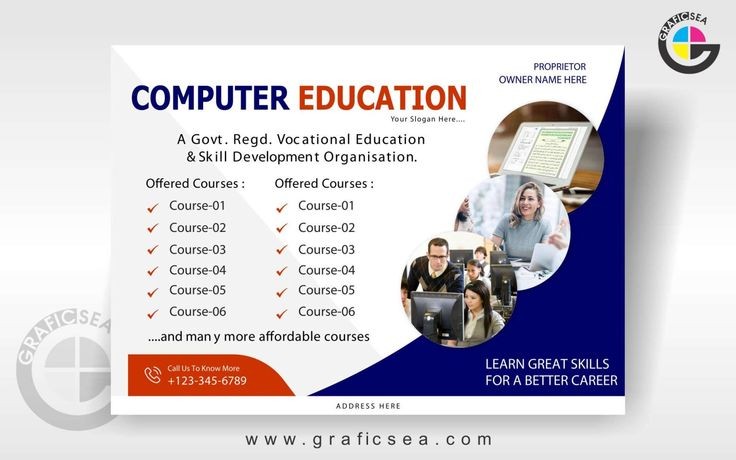 GRAFICSEA
PROPRIETOR
OWNER NAME HERE
COMPUTER EDUCATION
Your Slogan Here....
A Govt. Regd. Vocational Education
& Skill Development Organisation.
Offered Courses :
Course-01
Course-02
Course-03
Course-04
Course-05
Course-06
Offered Courses :
Course-01
Course-02
Course-03
Course-04
Course-05
Course-06
....and many more affordable courses
GRAFICSEA
Call Us To Know More
+123-345-6789
LEARN GREAT SKILLS
FOR A BETTER CAREER
ADDRESS HERE
www.graficsea.com